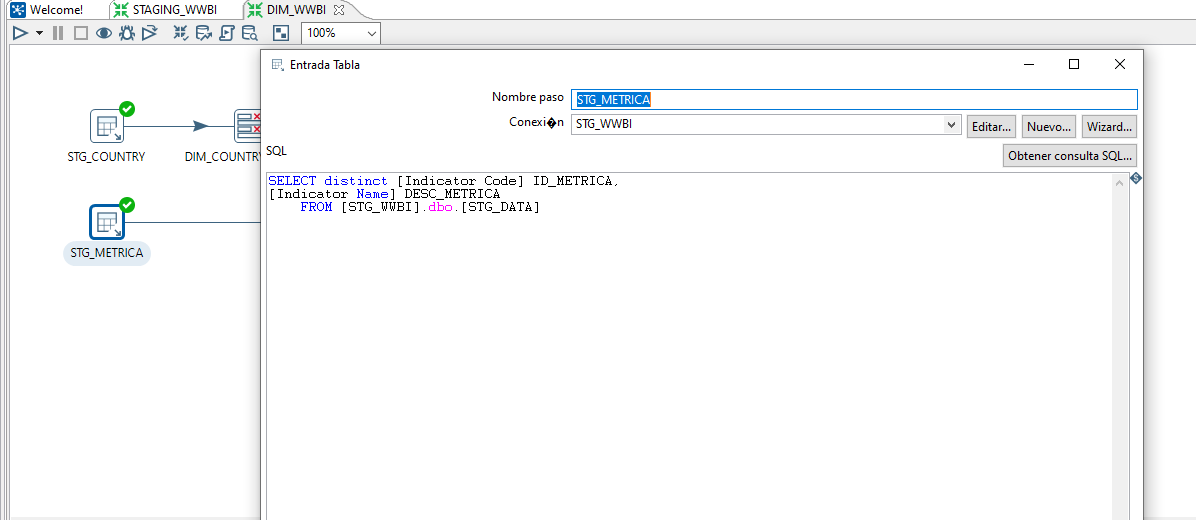 Welcome!
STAGING_WWBI
DIM_WWBI
100%
Entrada Tabla
Nombre paso
STG_METRICA
Conexi�n
STG_WWBI
Editar...
Nuevo...
Wizard...
SQL
Obtener consulta SQL...
SELECT distinct [Indicator Code] ID_METRICA,
[Indicator Name] DESC_METRICA
FROM [STG_WWBI].dbo.[STG_DATA]
STG_COUNTRY
DIM_COUNTRY
STG_METRICA